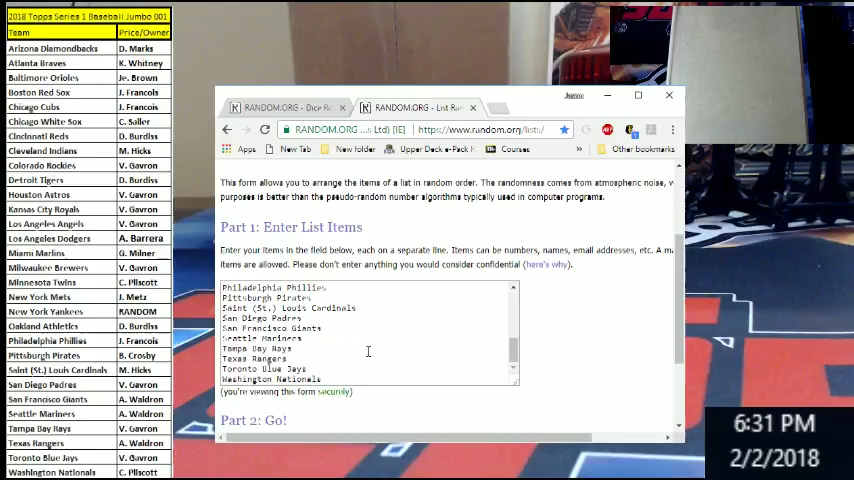 2018 Topps Series 1 Baseball Jumbo 001
Team Price/Owner
Arizona Diamondbacks D. Marks
Atlanta Braves K. Whitney
Baltimore Orioles Je. Brown
Boston Red Sox J. Francois
Chicago Cubs J. Francois
Chicago White Sox C. Saller
Cincinnati Reds D. Burdiss
Cleveland Indians M. Hicks
Colorado Rockies V. Gavron
Detroit Tigers D. Burdiss
Houston Astros V. Gavron
Kansas City Royals V. Gavron
Los Angeles Angels V. Gavron
Los Angeles Dodgers A. Barrera
Miami Marlins G. Milner
Milwaukee Brewers V. Gavron
Minnesota Twins C. Pliscott
New York Mets J. Metz
New York Yankees RANDOM
Oakland Athletics D. Burdiss
Philadelphia Phillies J. Francois
Pittsburgh Pirates B. Crosby
Saint (St.) Louis Cardinals M. Hicks
San Diego Padres V. Gavron
San Francisco Giants A. Waldron
Seattle Mariners A. Waldron
Tampa Bay Rays V. Gavron
Texas Rangers A. Waldron
Toronto Blue Jays V. Gavron
Washington Nationals C. Pliscott
RANDOM.ORG - Dice Ro
RANDOM.ORG - List Ran
RANDOM.ORG ...s Ltd) [IE] https://www.random.org/lists/
Apps New Tab New folder Upper Deck e-Pack Courses » Other bookmarks
This form allows you to arrange the items of a list in random order. The randomness comes from atmospheric noise,
purposes is better than the pseudo-random number algorithms typically used in computer programs.
Part 1: Enter List Items
Enter your items in the field below, each on a separate line. Items can be numbers, names, email addresses, etc. A
items are allowed. Please don't enter anything you would consider confidential (here's why).
Philadelphia Phillies
Pittsburgh Pirates
Saint (St.) Louis Cardinals
San Diego Padres
San Francisco Giants
Seattle Mariners
Tampa Bay Rays
Texas Rangers
Toronto Blue Jays
Washington Nationals
(you're viewing this form securely)
Part 2: Go!
6:31 PM
2/2/2018